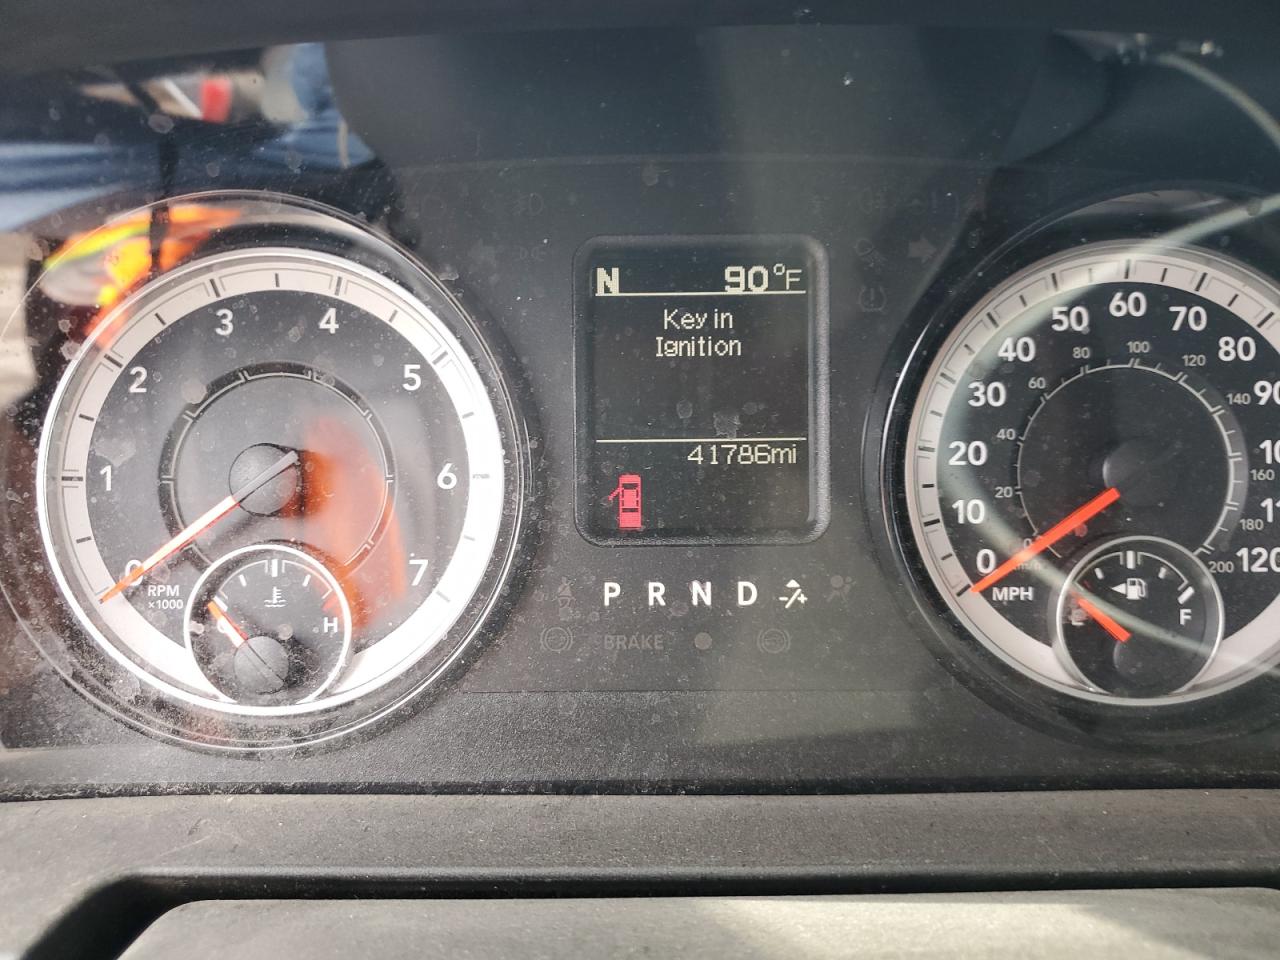 N 90°F
Key in
Ignition
41786mi
P R N D
BRAKE
0 1 2 3 4 5 6 7
RPM
x1000
H
0 10 20 30 40 50 60 70 80
20 40 60 80 100 120 140 160 180 200
120
MPH
F